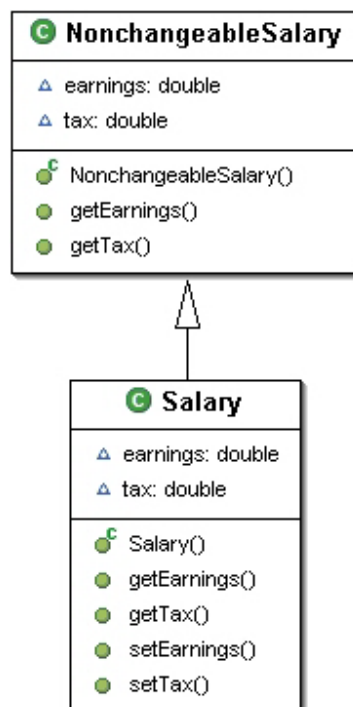 C NonchangeableSalary
earnings: double
tax: double
C NonchangeableSalary()
getEarnings()
getTax()
C Salary
earnings: double
tax: double
C Salary()
getEarnings()
getTax()
setEarnings()
setTax()